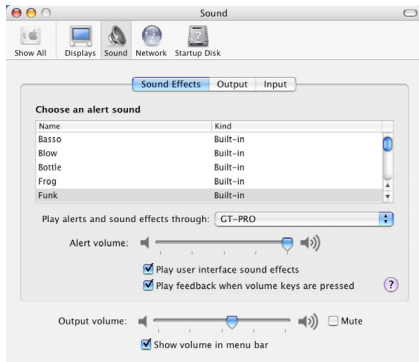 Sound
Show All Displays Sound Network Startup Disk
Sound Effects Output Input
Choose an alert sound
Name Kind
Basso Built-in
Blow Built-in
Bottle Built-in
Frog Built-in
Funk Built-in
Play alerts and sound effects through: GT-PRO
Alert volume:
Play user interface sound effects
Play feedback when volume keys are pressed ?
Output volume: Mute
Show volume in menu bar